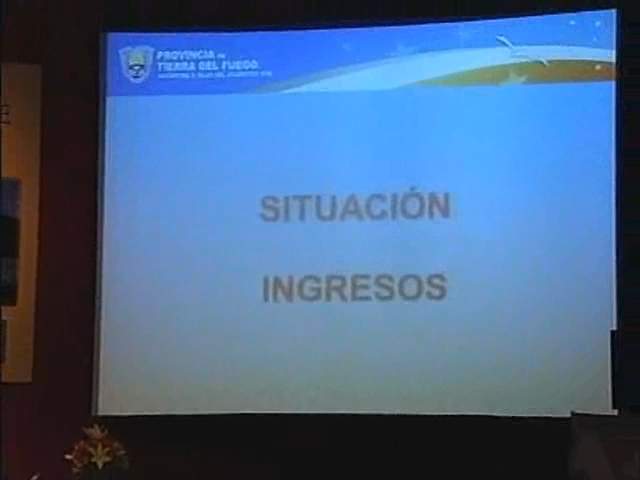 PROVINCIA DE
TIERRA DEL FUEGO
SITUACIÓN
INGRESOS